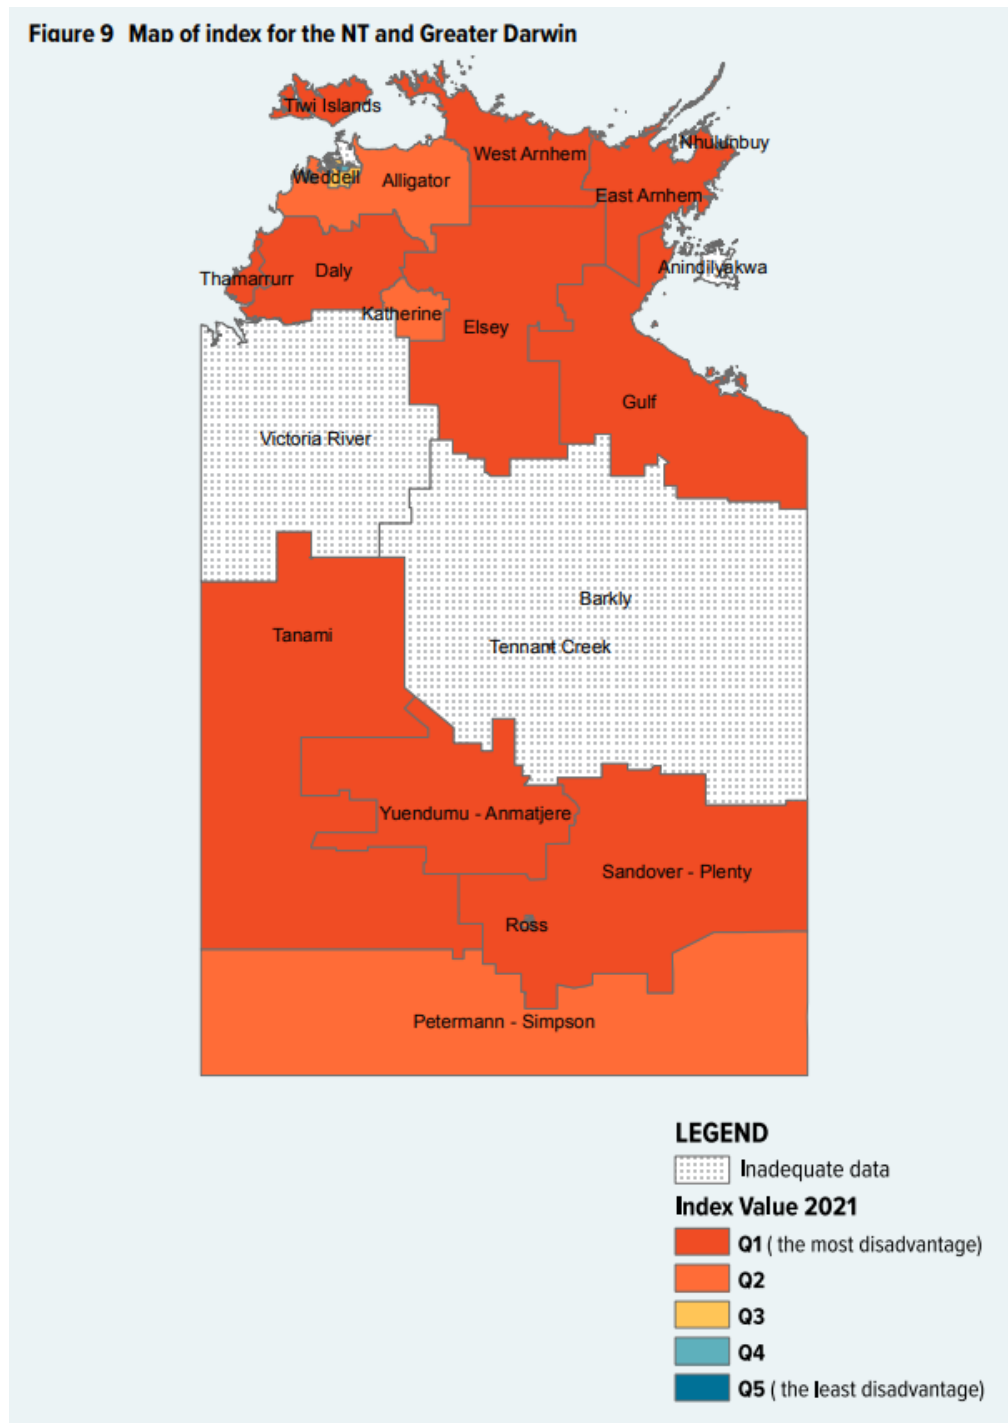 Figure 9 Map of index for the NT and Greater Darwin
Tiwi Islands
Nhulunbuy
West Arnhem
Weddell
Alligator
East Arnhem
Anindilyakwa
Daly
Thamarrurr
Katherine
Elsey
Gulf
Victoria River
Barkly
Tanami
Tennant Creek
Yuendumu - Anmatjere
Sandover - Plenty
Ross
Petermann - Simpson
LEGEND
Inadequate data
Index Value 2021
Q1 ( the most disadvantage)
Q2
Q3
Q4
Q5 ( the least disadvantage)